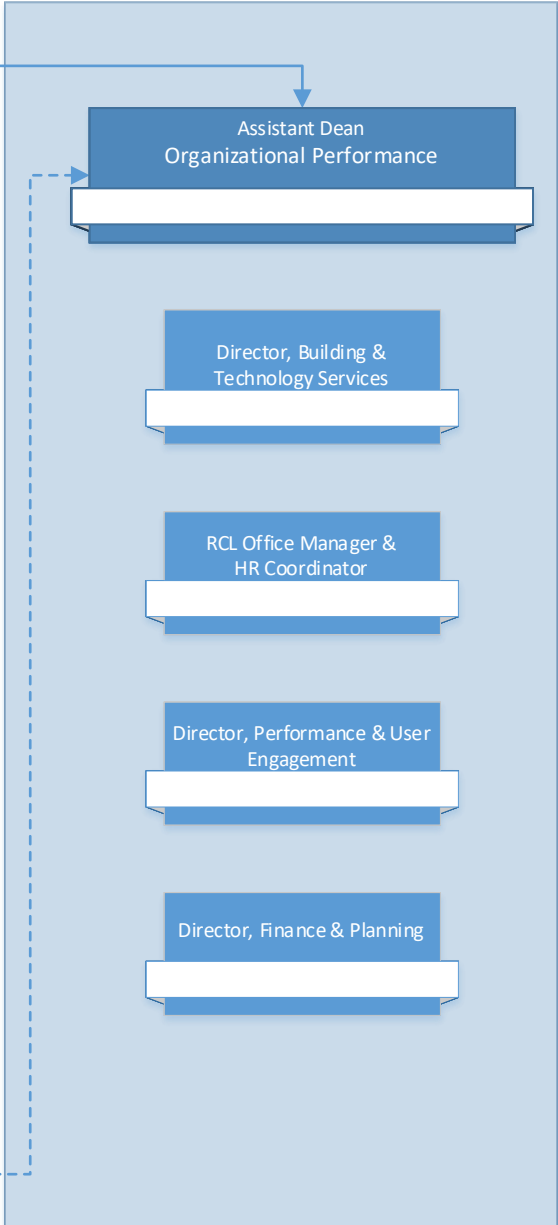 Assistant Dean
Organizational Performance
Director, Building &
Technology Services
RCL Office Manager &
HR Coordinator
Director, Performance & User
Engagement
Director, Finance & Planning